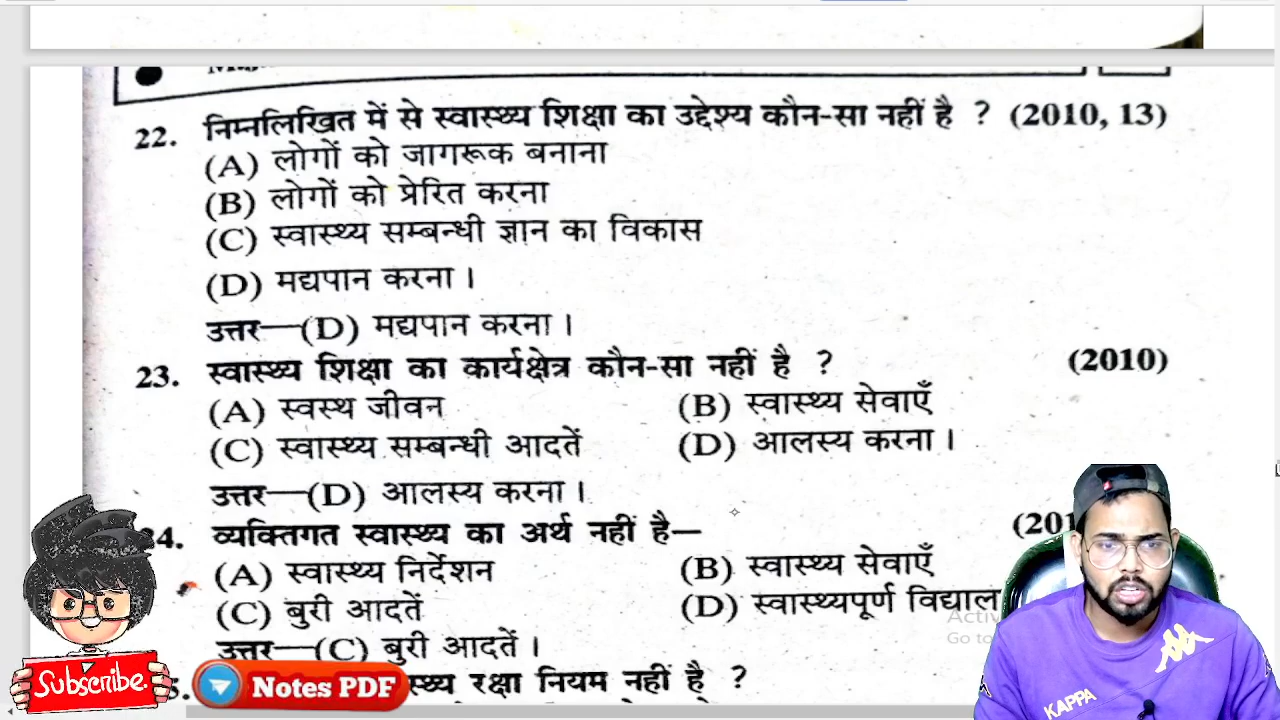 22. निम्नलिखित में से स्वास्थ्य शिक्षा का उद्देश्य कौन-सा नहीं है ? (2010, 13)
(A) लोगों को जागरूक बनाना
(B) लोगों को प्रेरित करना
(C) स्वास्थ्य सम्बन्धी ज्ञान का विकास
(D) मद्यपान करना ।
उत्तर—(D) मद्यपान करना ।
23. स्वास्थ्य शिक्षा का कार्यक्षेत्र कौन-सा नहीं है ? (2010)
(A) स्वस्थ जीवन (B) स्वास्थ्य सेवाएँ
(C) स्वास्थ्य सम्बन्धी आदतें (D) आलस्य करना ।
उत्तर—(D) आलस्य करना ।
व्यक्तिगत स्वास्थ्य का अर्थ नहीं है—
(A) स्वास्थ्य निर्देशन (B) स्वास्थ्य सेवाएँ
(C) बुरी आदतें (D) स्वास्थ्यपूर्ण
उत्तर—(C) बुरी आदतें ।
रक्षा नियम नहीं है ?
Subscribe.
Notes PDF
Go to
KAPPA